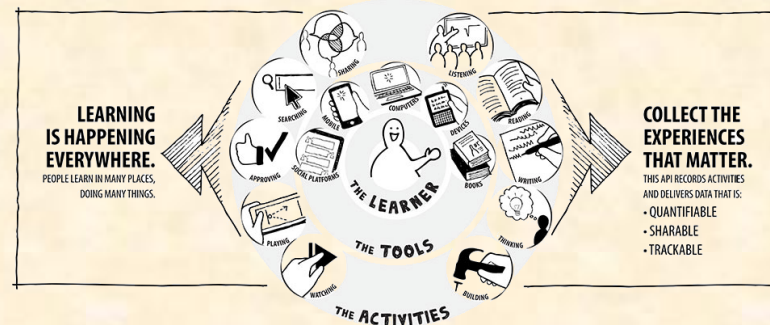 LEARNING
IS HAPPENING
EVERYWHERE.
PEOPLE LEARN IN MANY PLACES,
DOING MANY THINGS.
SHARING
LISTENING
SEARCHING
MOBILE
COMPUTERS
DEVICES
READING
APPROVING
SOCIAL PLATFORMS
BOOKS
WRITING
THE LEARNER
PLAYING
THE TOOLS
THINKING
WATCHING
BUILDING
THE ACTIVITIES
COLLECT THE
EXPERIENCES
THAT MATTER.
THIS API RECORDS ACTIVITIES
AND DELIVERS DATA THAT IS:
• QUANTIFIABLE
• SHARABLE
• TRACKABLE